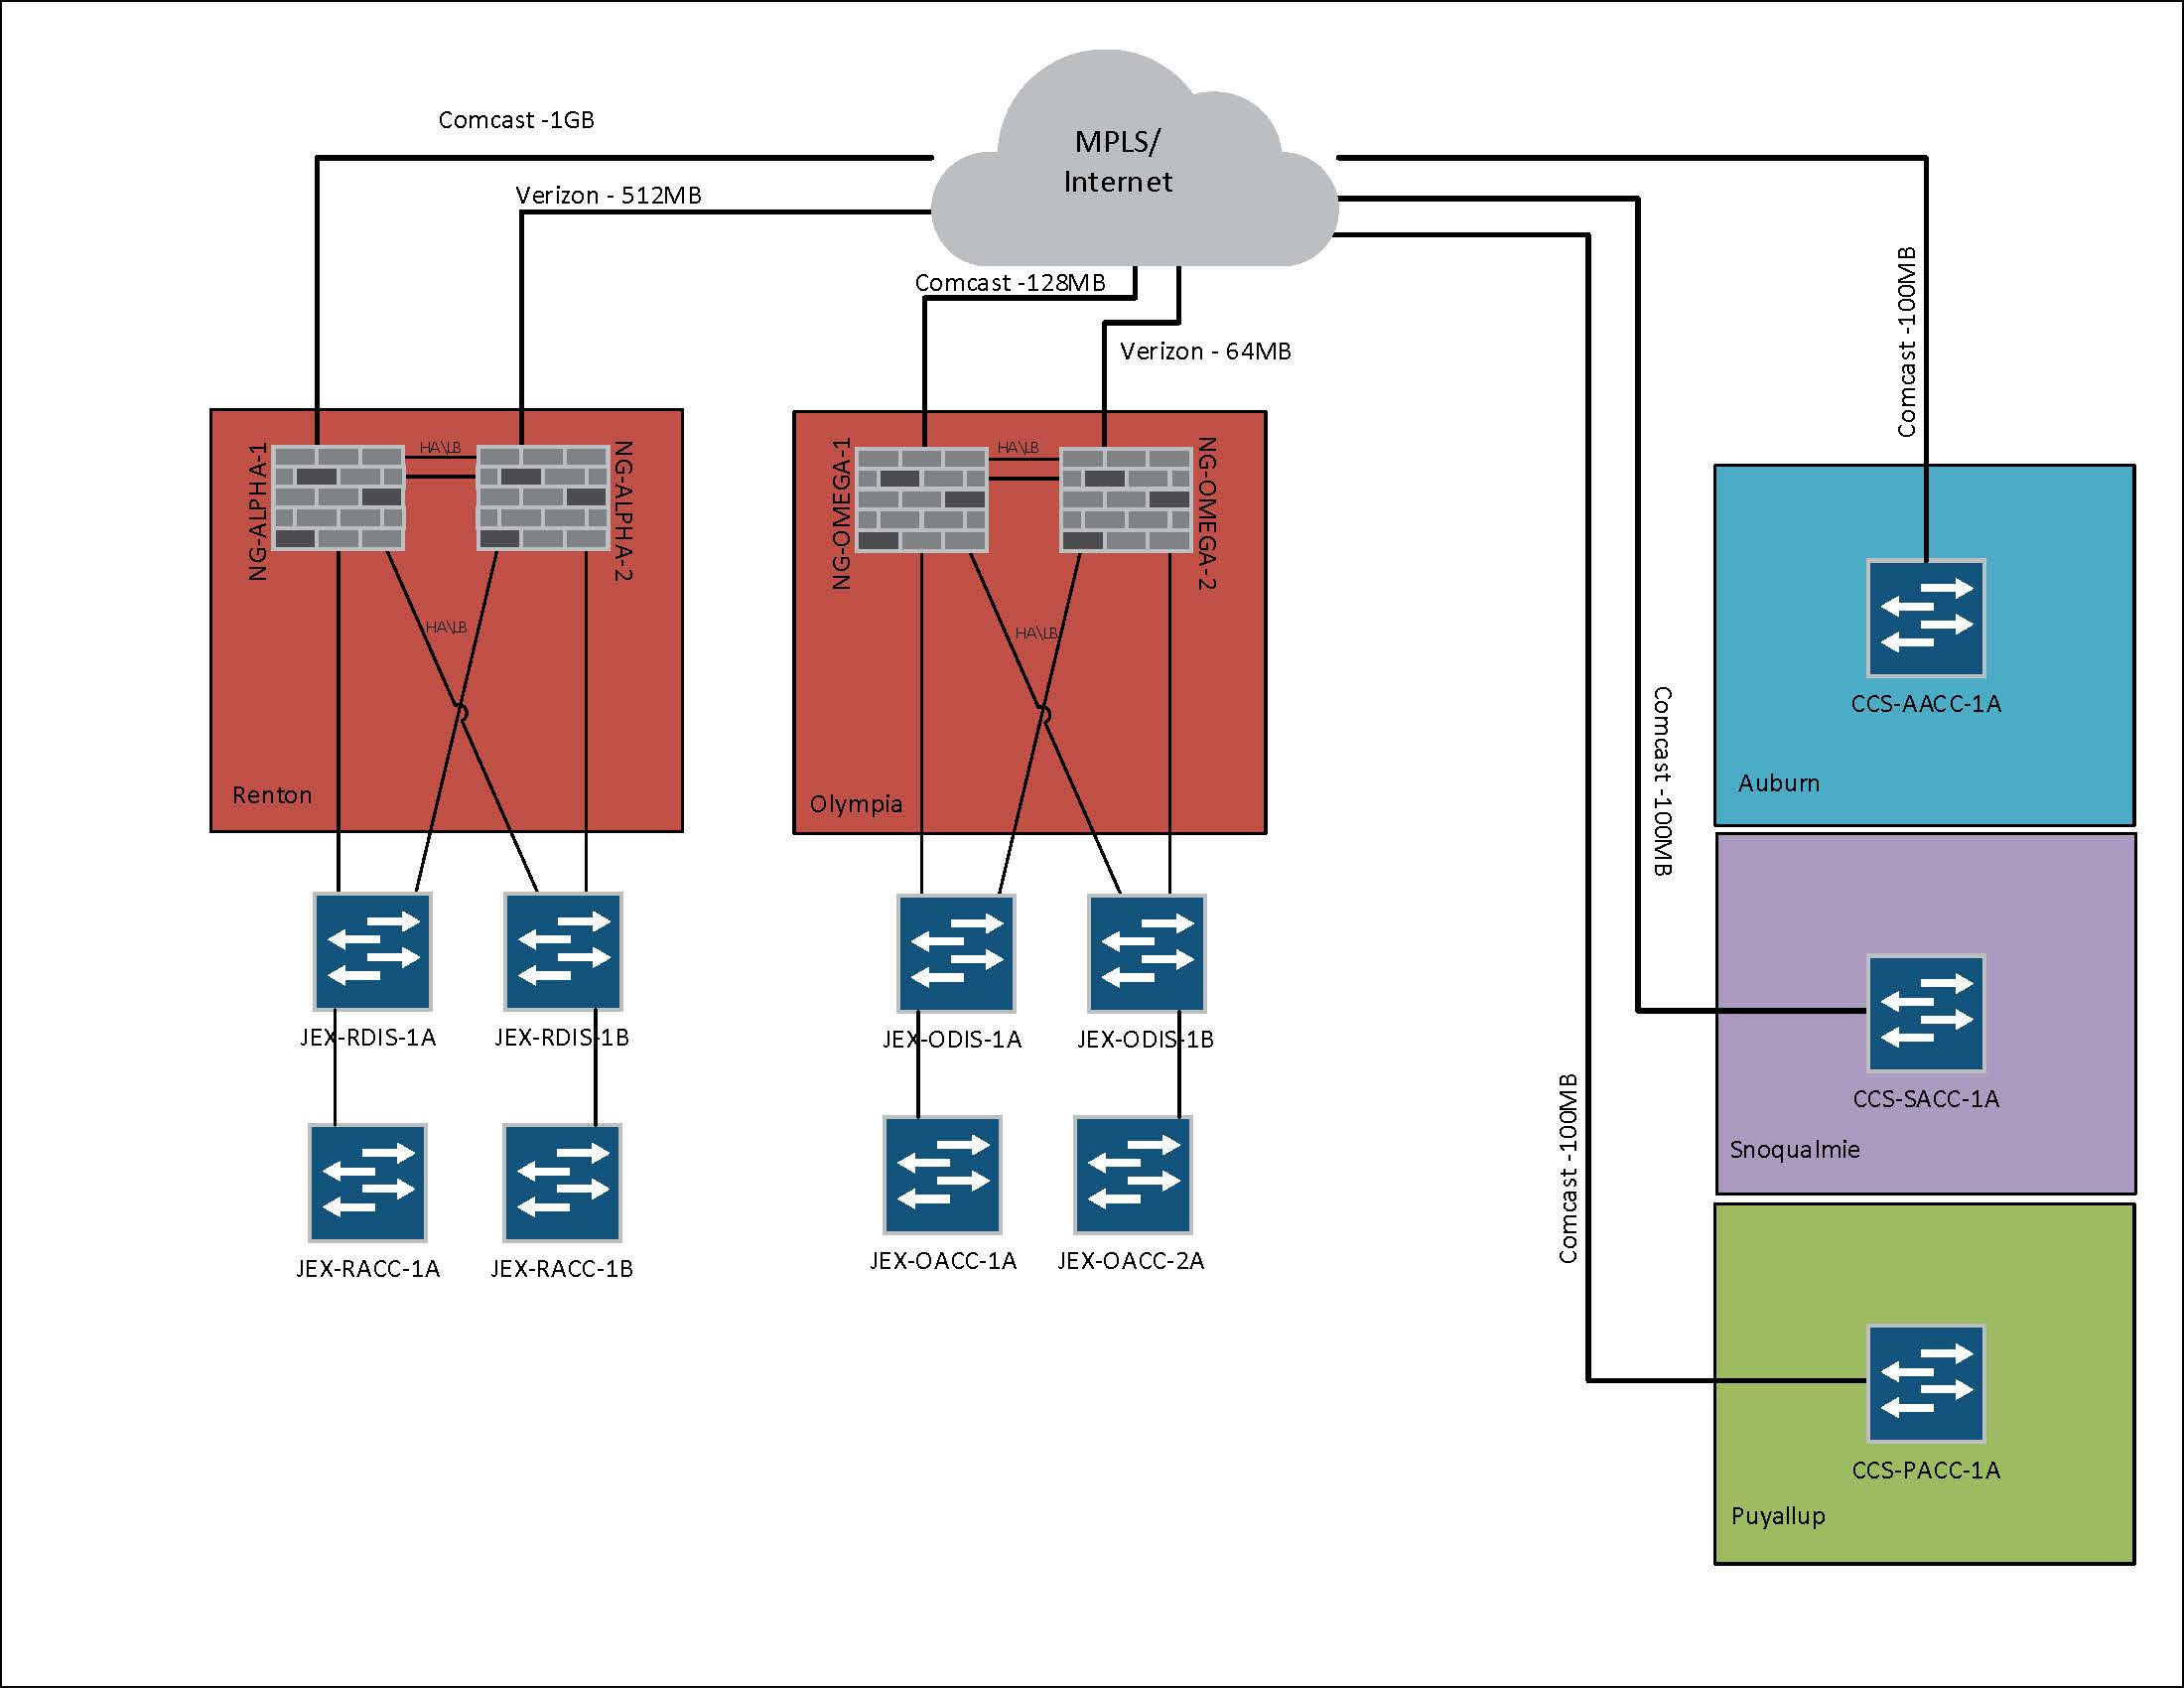 MPLS/
Internet
Comcast -1GB
Verizon - 512MB
Comcast -128MB
Verizon - 64MB
Comcast -100MB
Comcast -100MB
Comcast -100MB
NG-ALPHA-1
HA\LB
NG-ALPHA-2
HA\LB
Renton
NG-OMEGA-1
HA\LB
NG-OMEGA-2
HA\LB
Olympia
JEX-RDIS-1A
JEX-RDIS-1B
JEX-ODIS-1A
JEX-ODIS-1B
JEX-RACC-1A
JEX-RACC-1B
JEX-OACC-1A
JEX-OACC-2A
CCS-AACC-1A
Auburn
CCS-SACC-1A
Snoqualmie
CCS-PACC-1A
Puyallup